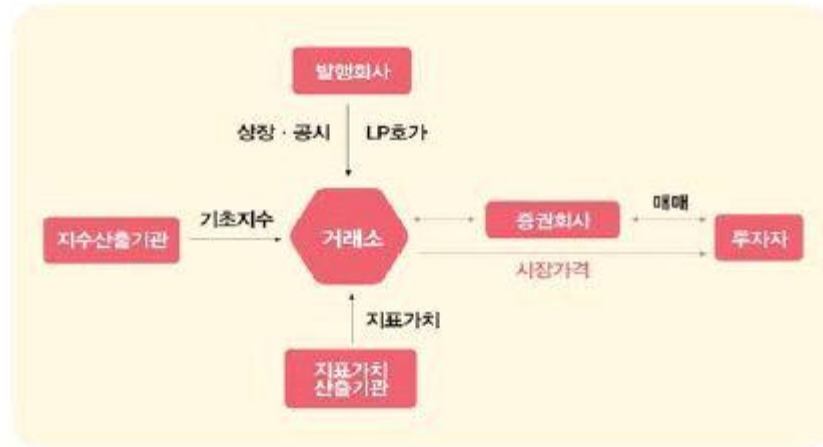 발행회사
상장 · 공시 LP호가
지수산출기관
기초지수
거래소
증권회사
매매
투자자
시장가격
지표가치
지표가치
산출기관